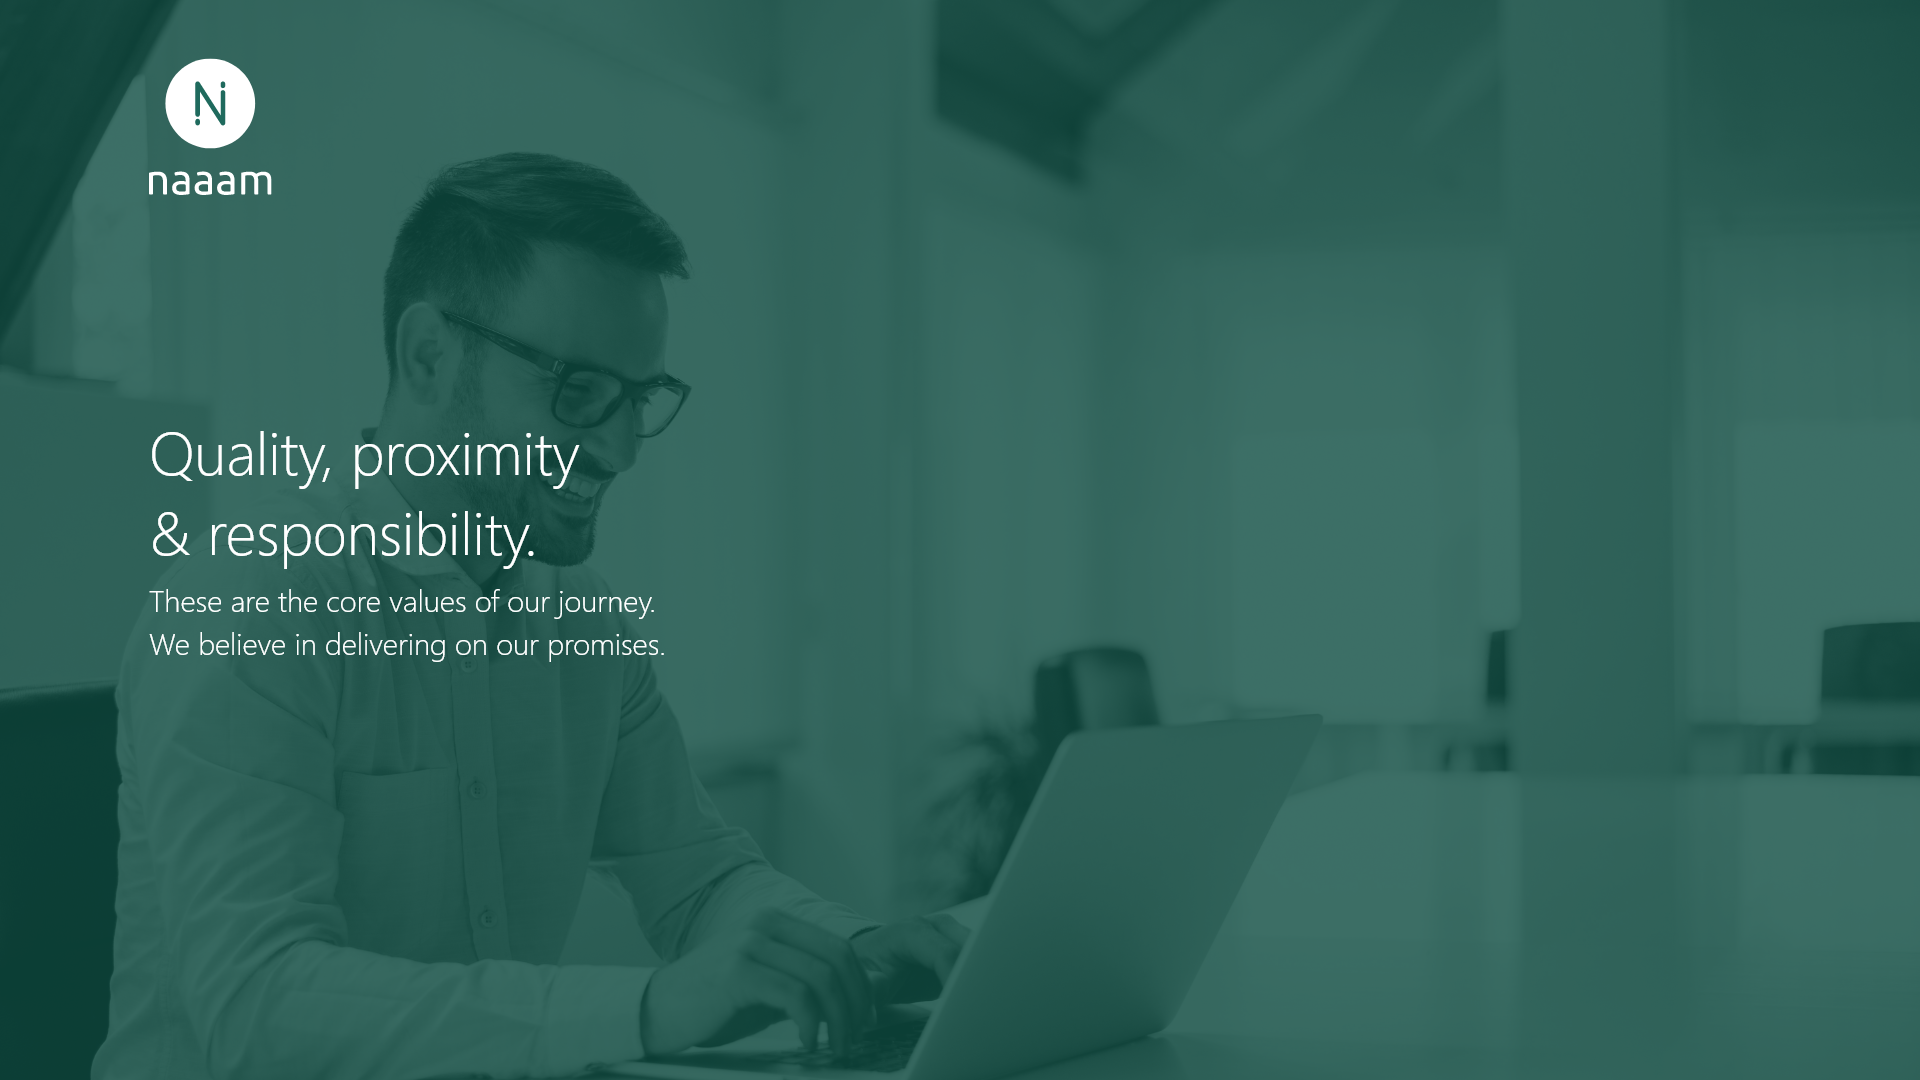 N
naaam
Quality, proximity
& responsibility.
These are the core values of our journey.
We believe in delivering on our promises.